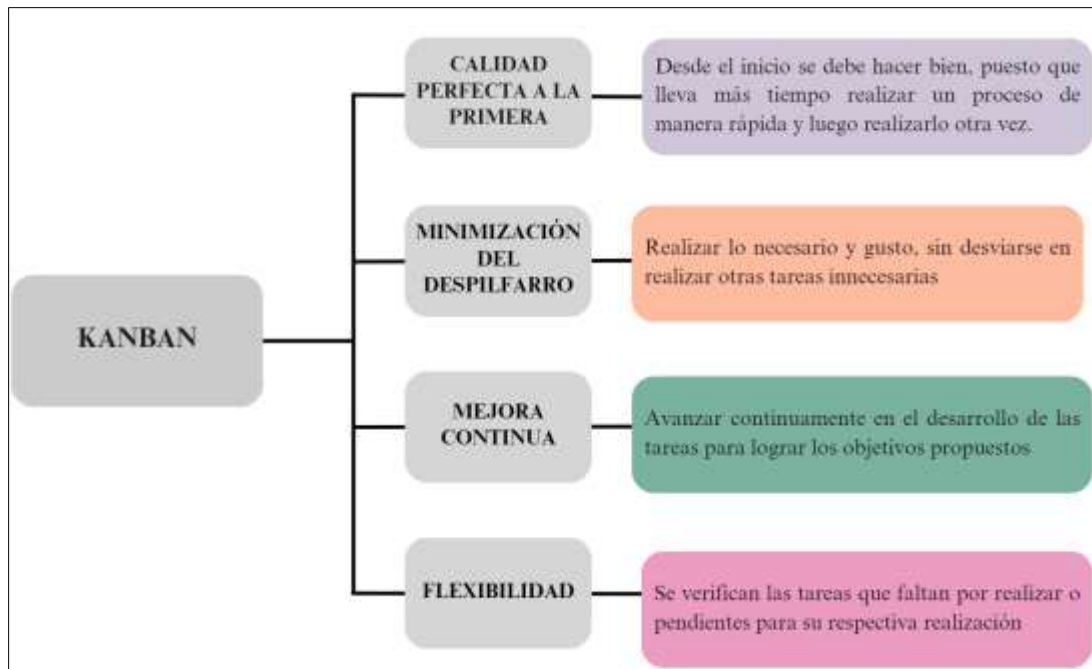 KANBAN
CALIDAD
PERFECTA A LA
PRIMERA
Desde el inicio se debe hacer bien, puesto que
lleva más tiempo realizar un proceso de
manera rápida y luego realizarlo otra vez.
MINIMIZACIÓN
DEL
DESPILFARRO
Realizar lo necesario y gusto, sin desviarse en
realizar otras tareas innecesarias
MEJORA
CONTINUA
Avanzar continuamente en el desarrollo de las
tareas para lograr los objetivos propuestos
FLEXIBILIDAD
Se verifican las tareas que faltan por realizar o
pendientes para su respectiva realización